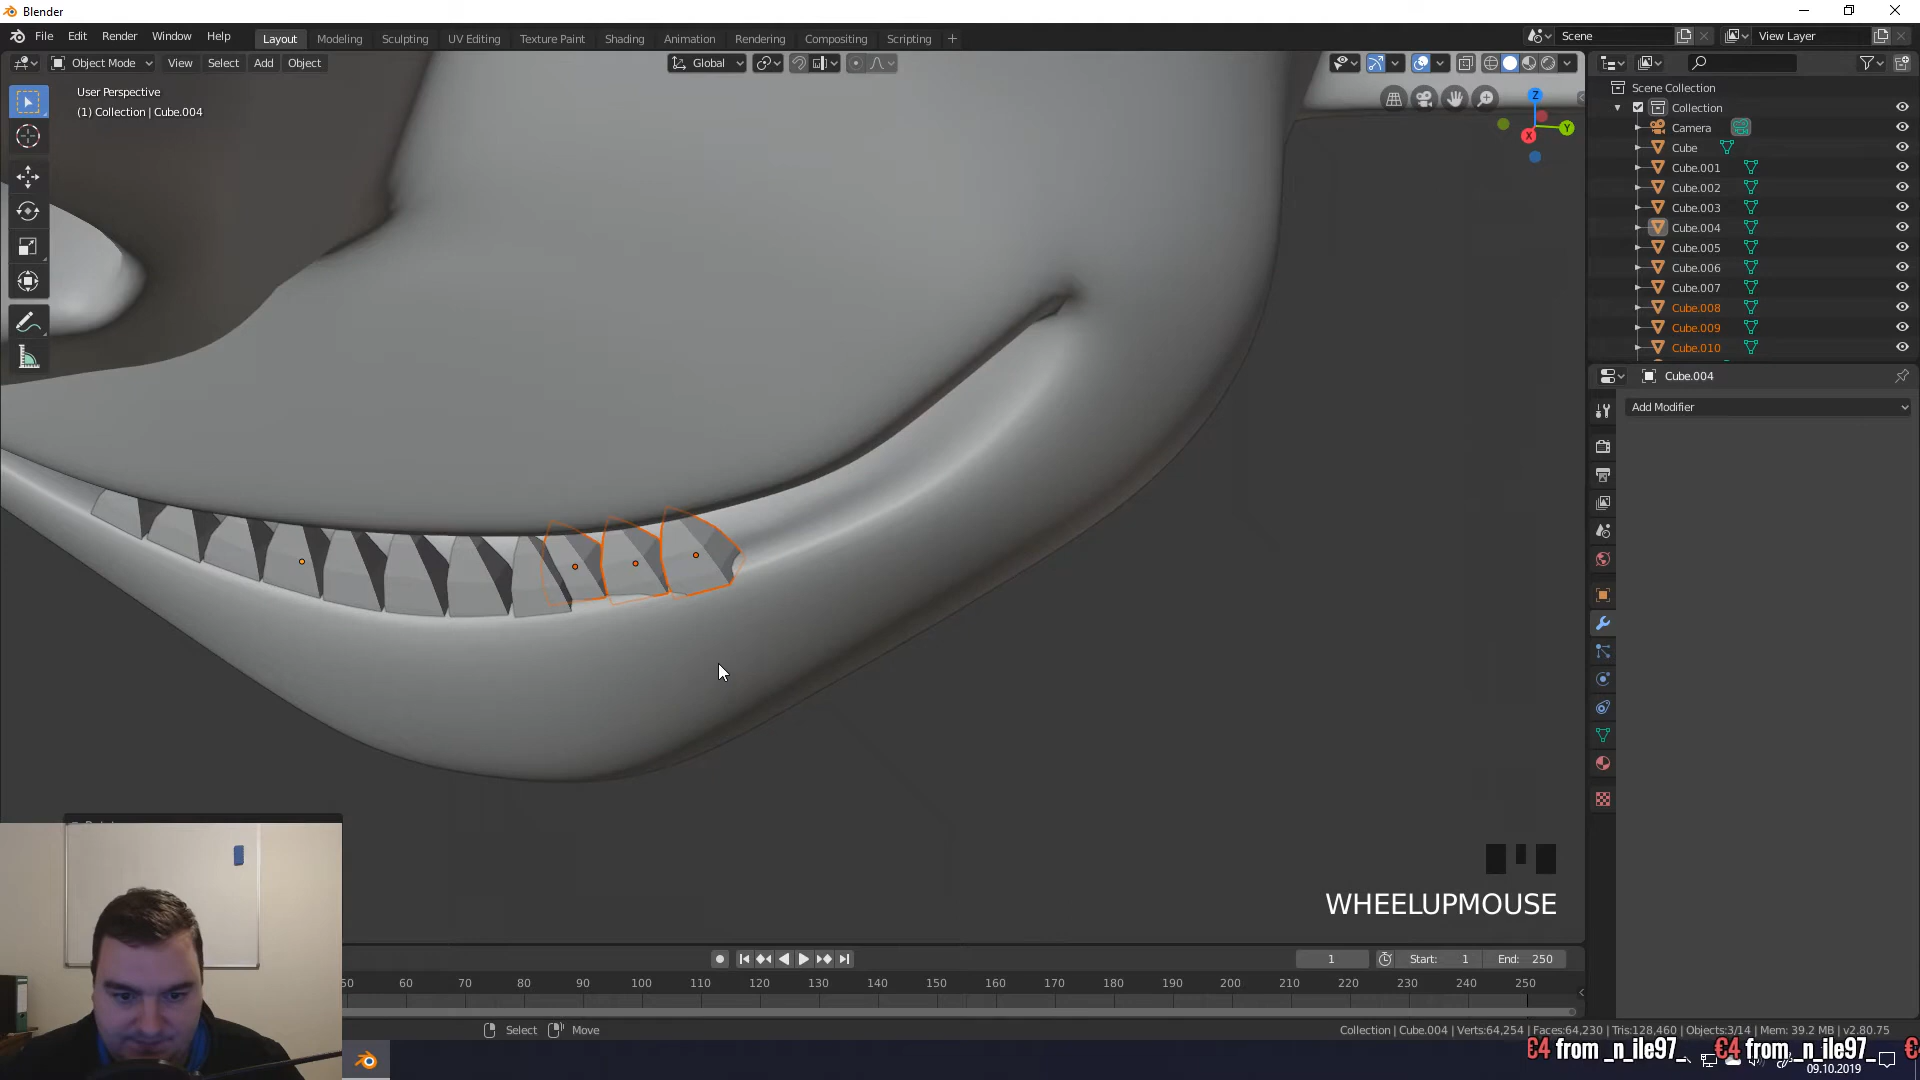 Blender
File Edit Render Window Help
Layout Modeling Sculpting UV Editing Texture Paint Shading Animation Rendering Compositing Scripting
Scene
View Layer
Object Mode View Select Add Object
Global
User Perspective
(1) Collection | Cube.004
Z
Y
X
Scene Collection
Collection
Camera
Cube
Cube.001
Cube.002
Cube.003
Cube.004
Cube.005
Cube.006
Cube.007
Cube.008
Cube.009
Cube.010
Cube.004
Add Modifier
WHEELUPMOUSE
1 Start: 1 End: 250
50 60 70 80 90 100 110 120 130 140 150 160 170 180 190 200 210 220 230 240 250
Select Move
Collection | Cube.004 | Verts:64,254 | Faces:64,230 | Tris:128,460 | Objects:3/14 | Mem: 39.2 MB | v2.80.75
€4 from _n_ile97_ €4 from _n_ile97_ €4
09.10.2019